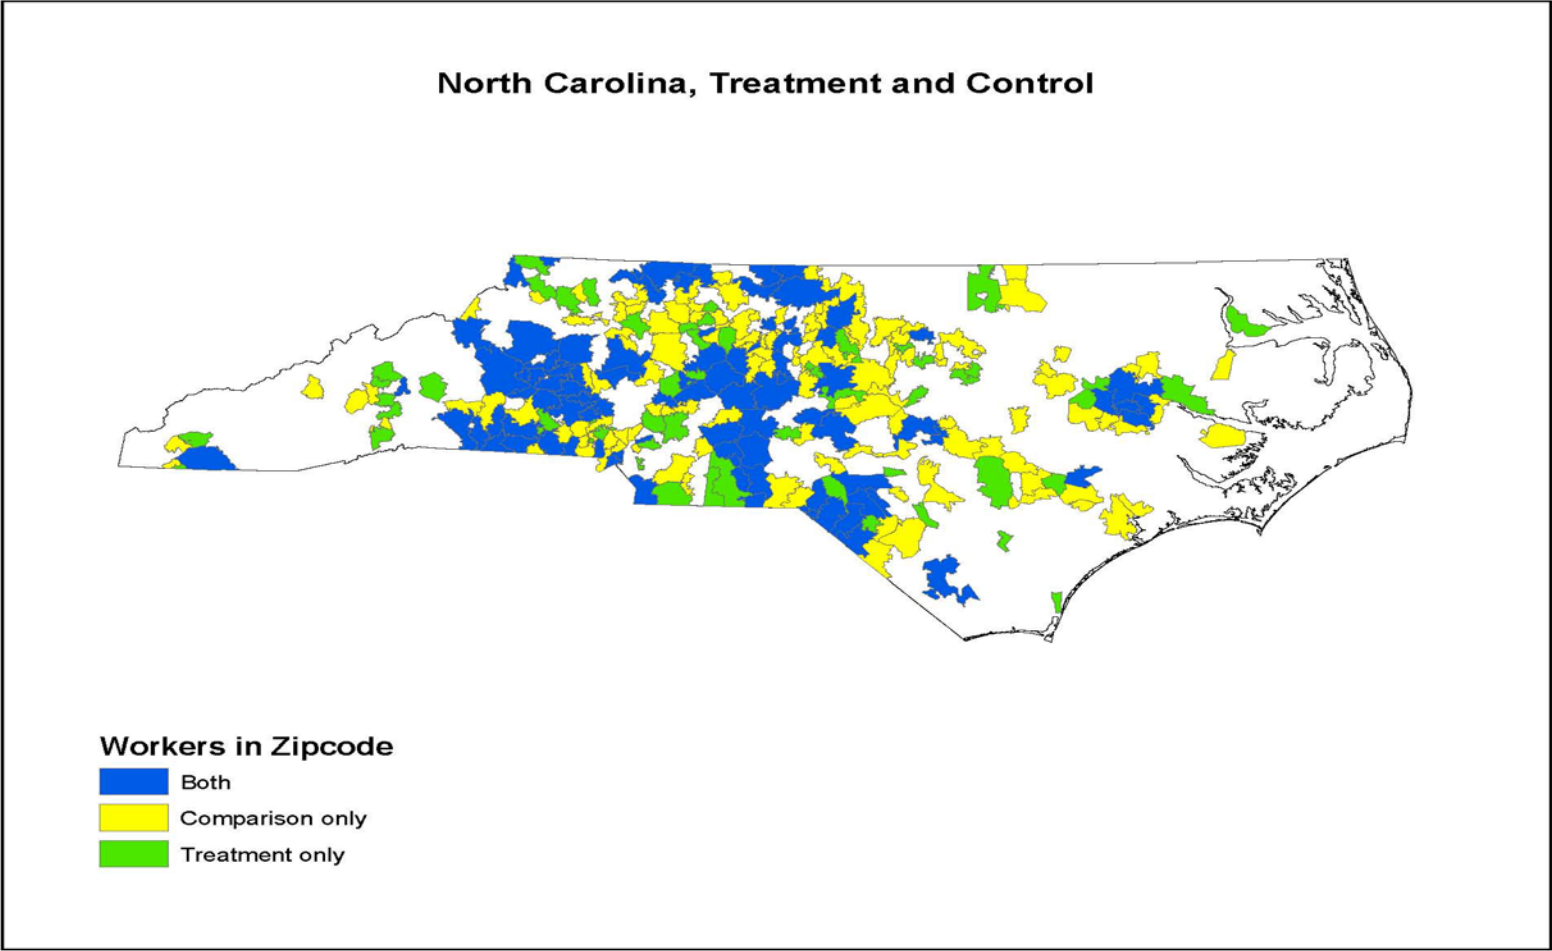 North Carolina, Treatment and Control
Workers in Zipcode
Both
Comparison only
Treatment only